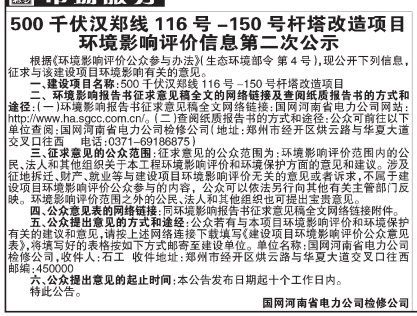 500 千伏汉郑线 116 号 -150 号杆塔改造项目
环境影响评价信息第二次公示
根据《环境影响评价公众参与办法》(生态环境部令 第 4 号),现公开下列信息,
征求与该建设项目环境影响有关的意见。
一、建设项目名称:500 千伏汉郑线 116 号 -150 号杆塔改造项目
二、环境影响报告书征求意见稿全文的网络链接及查阅纸质报告书的方式和
途径:(一)环境影响报告书征求意见稿全文网络链接:国网河南省电力公司网站:
http://www.ha.sgcc.com.cn/。(二)查阅纸质报告书的方式和途径:公众可前往以下
单位查阅:国网河南省电力公司检修公司(地址:郑州市经开区烘云路与华夏大道
交叉口往西 电话:0371-69186875)
三、征求意见的公众范围:征求意见的公众范围为:环境影响评价范围内的公
民、法人和其他组织关于本工程环境影响评价和环境保护方面的意见和建议。涉及
征地拆迁、财产、就业等与建设项目环境影响评价无关的意见或者诉求,不属于建
设项目环境影响评价公众参与的内容,公众可以依法另行向其他有关主管部门反
映。环境影响评价范围之外的公民、法人和其他组织也可提出宝贵意见。
四、公众意见表的网络链接:同环境影响报告书征求意见稿全文网络链接附件。
五、公众提出意见的方式和途经:公众若有与本项目环境影响评价和环境保护
有关的建议和意见,请按上述网络连接下载填写《建设项目环境影响评价公众意见
表》,将填写好的表格按如下方式邮寄至建设单位。单位名称:国网河南省电力公司
检修公司,收件人:石工 收件地址:郑州市经开区烘云路与华夏大道交叉口往西
邮编:450000
六、公众提出意见的起止时间:本公告发布日期起十个工作日内。
特此公告。
国网河南省电力公司检修公司